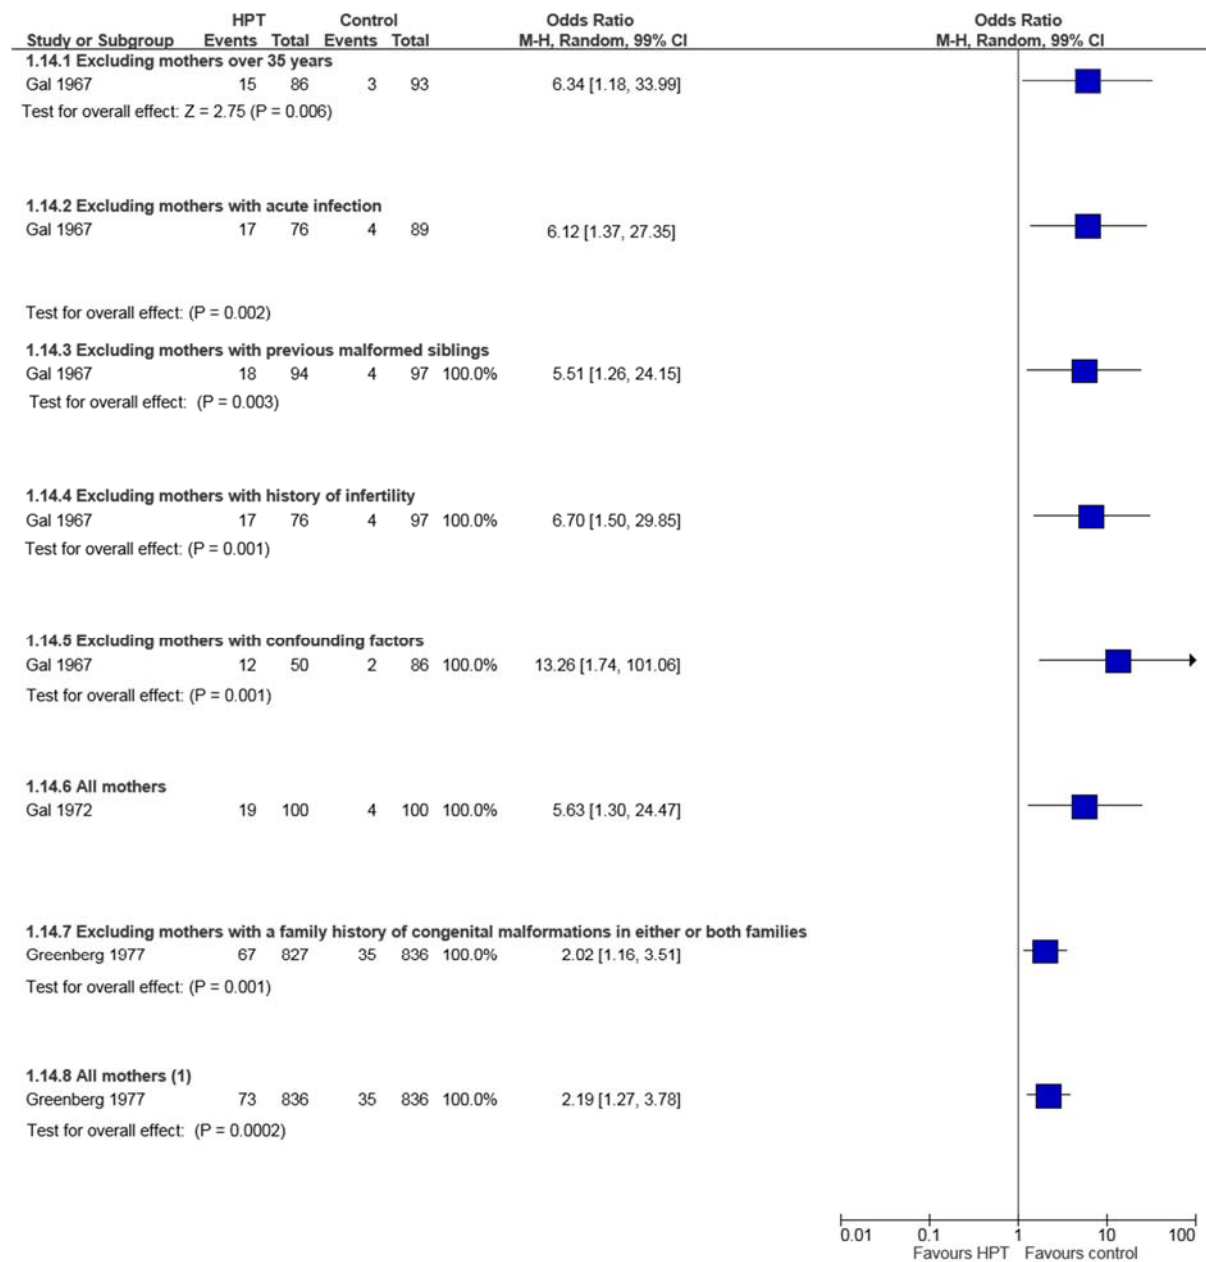 HPT Control Odds Ratio Odds Ratio
Study or Subgroup Events Total Events Total M-H, Random, 99% CI M-H, Random, 99% CI
1.14.1 Excluding mothers over 35 years
Gal 1967 15 86 3 93 6.34 [1.18, 33.99]
Test for overall effect: Z = 2.75 (P = 0.006)
1.14.2 Excluding mothers with acute infection
Gal 1967 17 76 4 89 6.12 [1.37, 27.35]
Test for overall effect: (P = 0.002)
1.14.3 Excluding mothers with previous malformed siblings
Gal 1967 18 94 4 97 100.0% 5.51 [1.26, 24.15]
Test for overall effect: (P = 0.003)
1.14.4 Excluding mothers with history of infertility
Gal 1967 17 76 4 97 100.0% 6.70 [1.50, 29.85]
Test for overall effect: (P = 0.001)
1.14.5 Excluding mothers with confounding factors
Gal 1967 12 50 2 86 100.0% 13.26 [1.74, 101.06]
Test for overall effect: (P = 0.001)
1.14.6 All mothers
Gal 1972 19 100 4 100 100.0% 5.63 [1.30, 24.47]
1.14.7 Excluding mothers with a family history of congenital malformations in either or both families
Greenberg 1977 67 827 35 836 100.0% 2.02 [1.16, 3.51]
Test for overall effect: (P = 0.001)
1.14.8 All mothers (1)
Greenberg 1977 73 836 35 836 100.0% 2.19 [1.27, 3.78]
Test for overall effect: (P = 0.0002)
0.01 0.1 1 10 100
Favours HPT Favours control